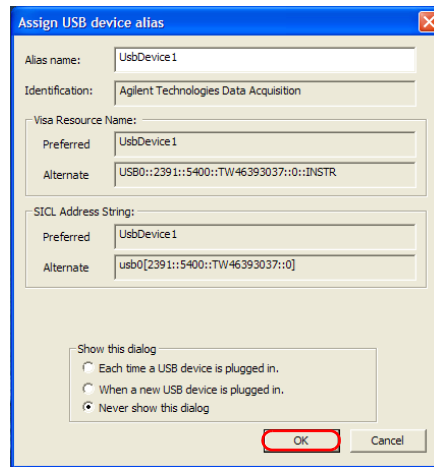 Assign USB device alias
Alias name: UsbDevice1
Identification: Agilent Technologies Data Acquisition
Visa Resource Name:
Preferred UsbDevice1
Alternate USB0::2391::5400::TW46393037::0::INSTR
SICL Address String:
Preferred UsbDevice1
Alternate usb0[2391::5400::TW46393037::0]
Show this dialog
Each time a USB device is plugged in.
When a new USB device is plugged in.
Never show this dialog
OK Cancel